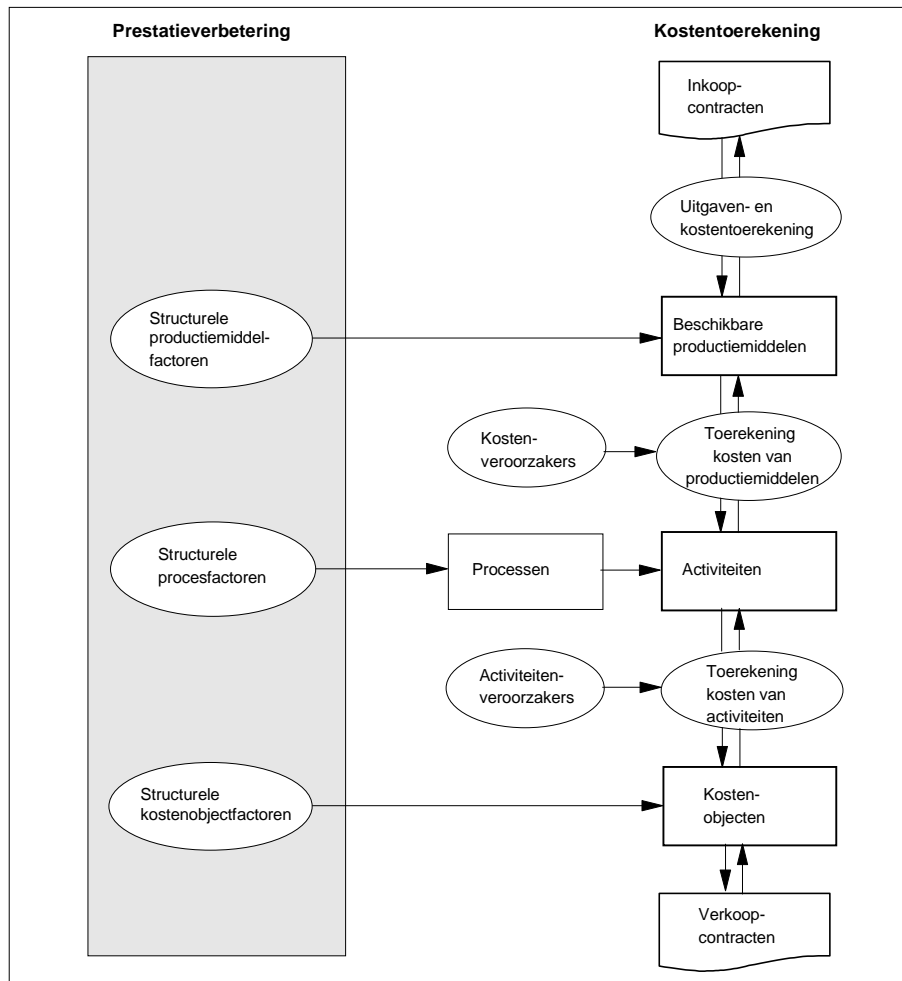 Prestatieverbetering
Kostentoerekening
Inkoop-
contracten
Uitgaven- en
kostentoerekening
Structurele
productiemiddel-
factoren
Beschikbare
productiemiddelen
Kosten-
veroorzakers
Toerekening
kosten van
productiemiddelen
Structurele
procesfactoren
Processen
Activiteiten
Activiteiten-
veroorzakers
Toerekening
kosten van
activiteiten
Structurele
kostenobjectfactoren
Kosten-
objecten
Verkoop-
contracten